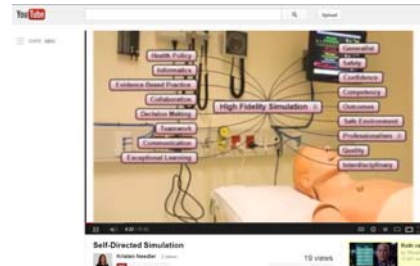 YouTube
Upload
Health Policy
Informatics
Evidence Based Practice
Collaboration
Decision Making
Teamwork
Communication
Exceptional Learning
High Fidelity Simulation
Generalist
Safety
Confidence
Competency
Outcomes
Safe Environment
Professionalism
Quality
Interdisciplinary
Self-Directed Simulation
Kristen Needler
19 views